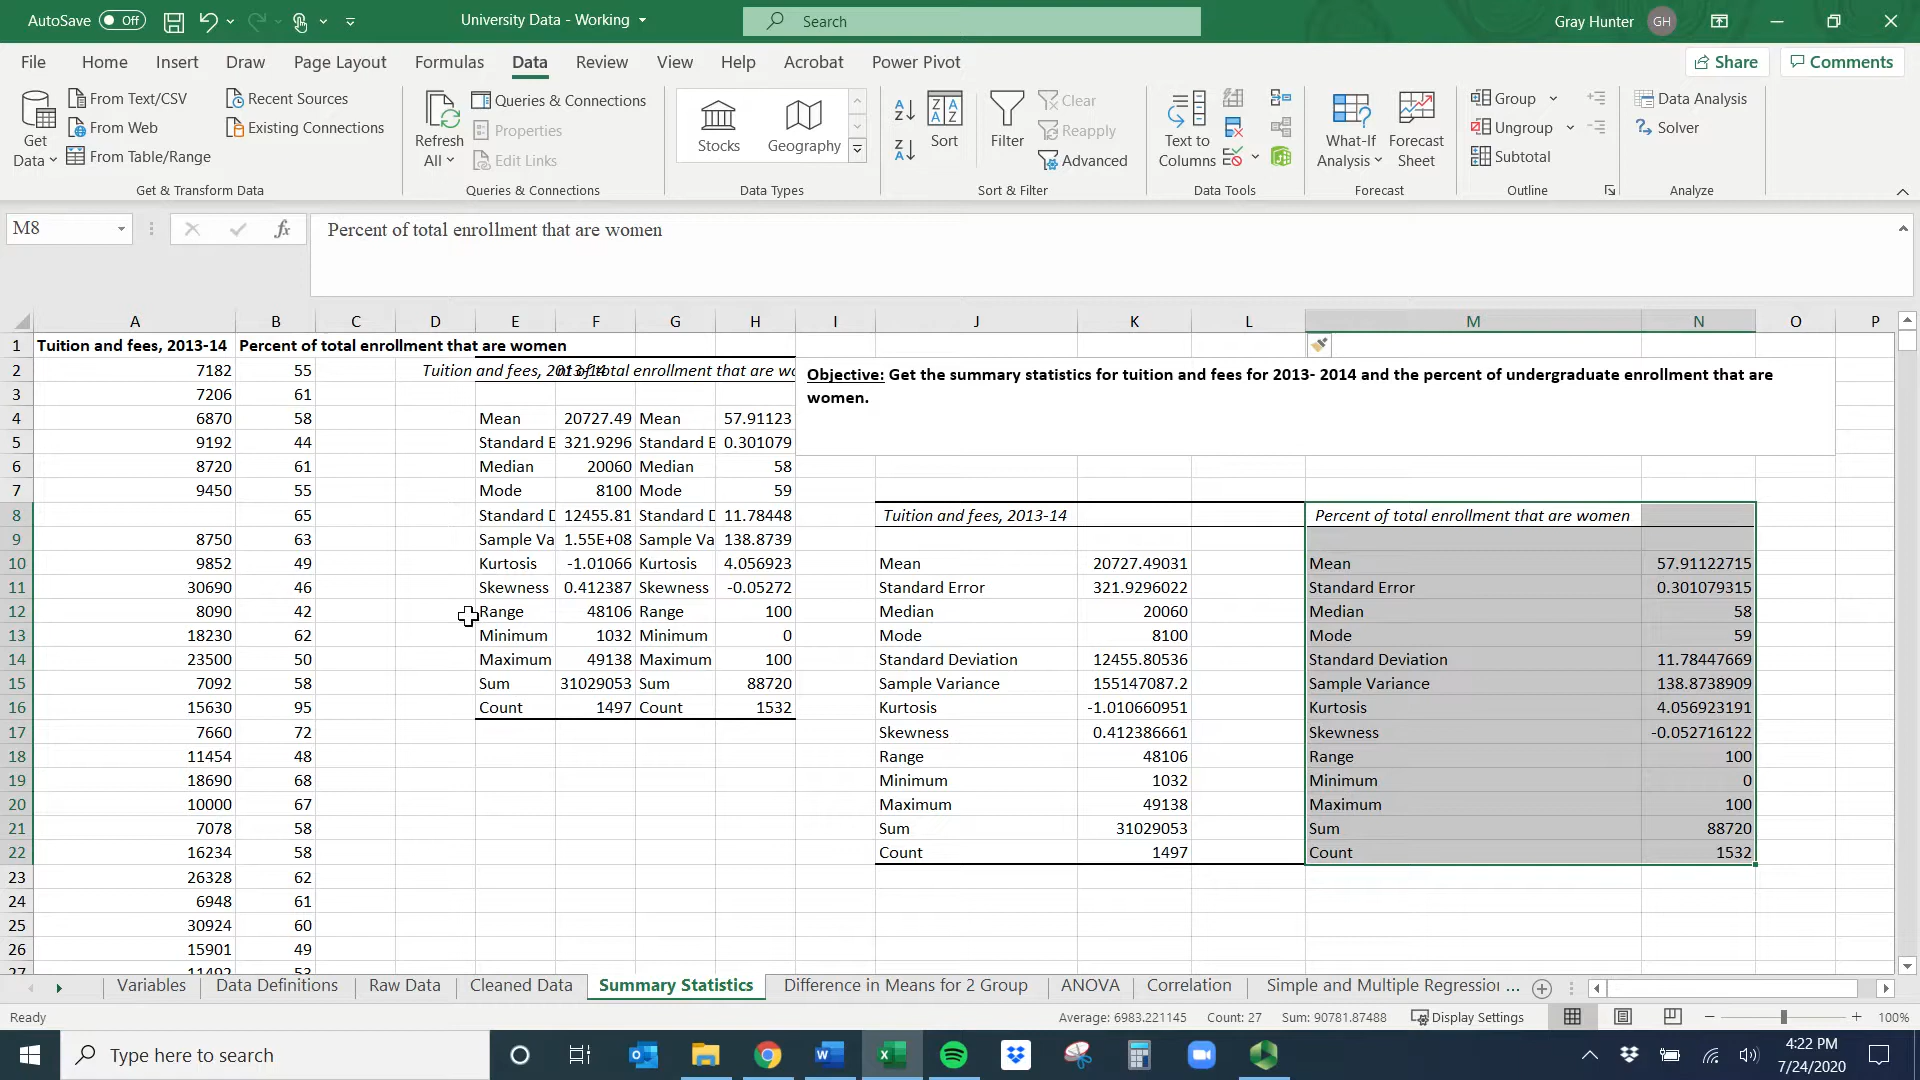 AutoSave Off University Data - Working Search Gray Hunter GH
File Home Insert Draw Page Layout Formulas Data Review View Help Acrobat Power Pivot Share Comments
Get Data
From Text/CSV
From Web
From Table/Range
Recent Sources
Existing Connections
Get & Transform Data
Refresh All
Queries & Connections
Properties
Edit Links
Queries & Connections
Stocks
Geography
Data Types
Sort
Filter
Clear
Reapply
Advanced
Sort & Filter
Text to Columns
Data Tools
What-If Analysis
Forecast Sheet
Forecast
Group
Ungroup
Subtotal
Outline
Data Analysis
Solver
Analyze
M8 fx Percent of total enrollment that are women
A B C D E F G H I J K L M N O P
1 Tuition and fees, 2013-14 Percent of total enrollment that are women
2 7182 55 Tuition and fees, 2013-14 nt of total enrollment that are wo
Objective: Get the summary statistics for tuition and fees for 2013- 2014 and the percent of undergraduate enrollment that are
women.
3 7206 61
4 6870 58 Mean 20727.49 Mean 57.91123
5 9192 44 Standard E 321.9296 Standard E 0.301079
6 8720 61 Median 20060 Median 58
7 9450 55 Mode 8100 Mode 59
8 65 Standard D 12455.81 Standard D 11.78448 Tuition and fees, 2013-14 Percent of total enrollment that are women
9 8750 63 Sample Va 1.55E+08 Sample Va 138.8739
10 9852 49 Kurtosis -1.01066 Kurtosis 4.056923 Mean 20727.49031 Mean 57.91122715
11 30690 46 Skewness 0.412387 Skewness -0.05272 Standard Error 321.9296022 Standard Error 0.301079315
12 8090 42 Range 48106 Range 100 Median 20060 Median 58
13 18230 62 Minimum 1032 Minimum 0 Mode 8100 Mode 59
14 23500 50 Maximum 49138 Maximum 100 Standard Deviation 12455.80536 Standard Deviation 11.78447669
15 7092 58 Sum 31029053 Sum 88720 Sample Variance 155147087.2 Sample Variance 138.8738909
16 15630 95 Count 1497 Count 1532 Kurtosis -1.010660951 Kurtosis 4.056923191
17 7660 72 Skewness 0.412386661 Skewness -0.052716122
18 11454 48 Range 48106 Range 100
19 18690 68 Minimum 1032 Minimum 0
20 10000 67 Maximum 49138 Maximum 100
21 7078 58 Sum 31029053 Sum 88720
22 16234 58 Count 1497 Count 1532
23 26328 62
24 6948 61
25 30924 60
26 15901 49
27 11492 53
Variables Data Definitions Raw Data Cleaned Data Summary Statistics Difference in Means for 2 Group ANOVA Correlation Simple and Multiple Regression ...
Ready Average: 6983.221145 Count: 27 Sum: 90781.87488 Display Settings 100%
Type here to search 4:22 PM
7/24/2020